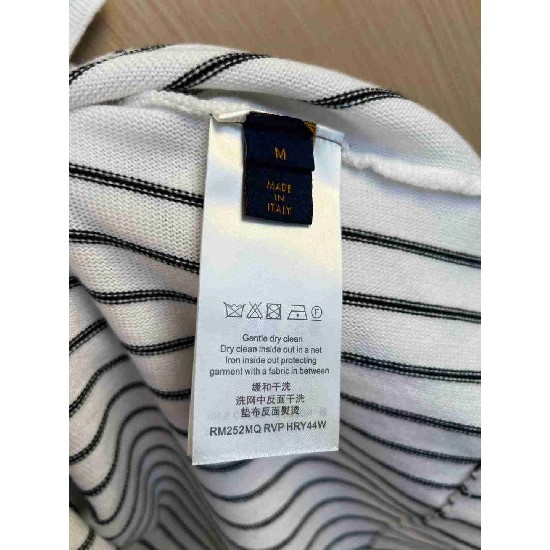 M
MADE
IN
ITALY
Gentle dry clean
Dry clean inside out in a net
Iron inside out protecting
garment with a fabric in between
缓和干洗
洗网中反面干洗
垫布反面熨烫
RM252MQ RVP HRY44W